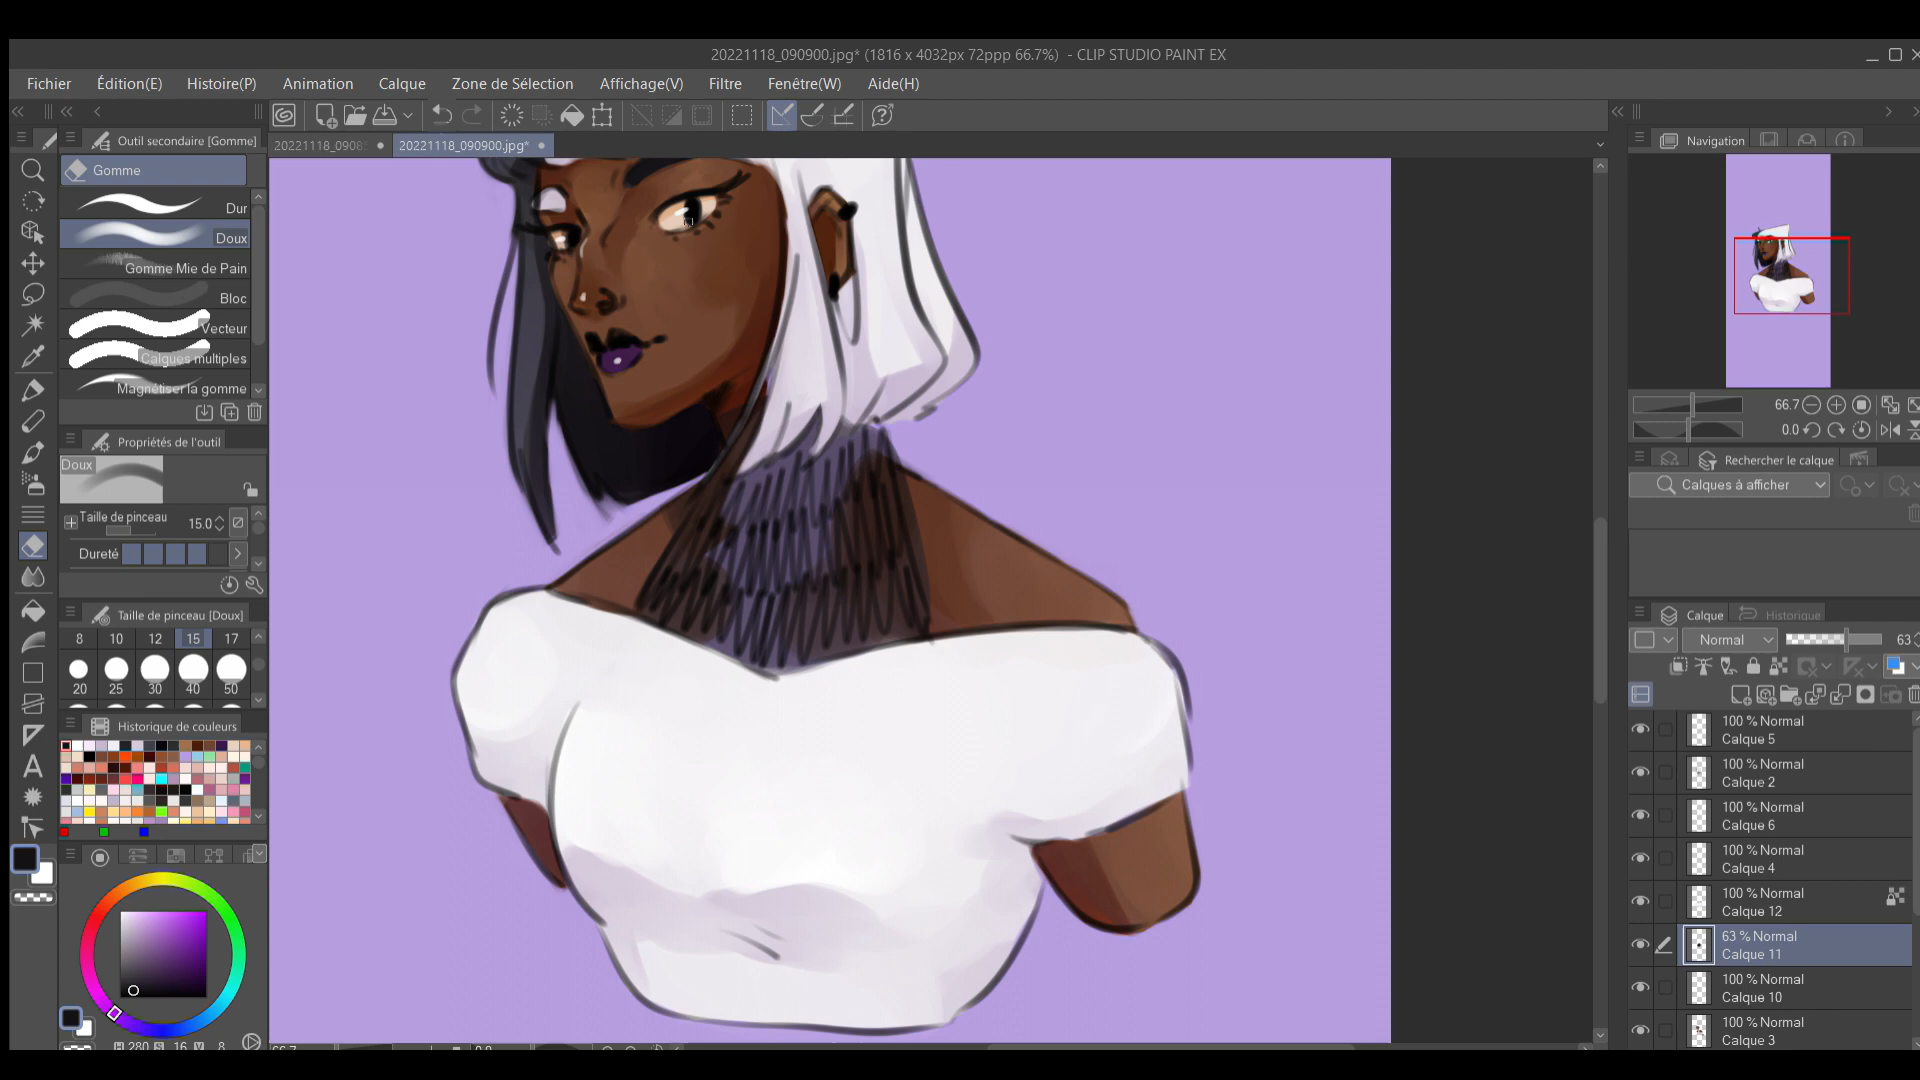 20221118_090900.jpg* (1816 x 4032px 72ppp 66.7%) - CLIP STUDIO PAINT EX
Fichier Édition(E) Histoire(P) Animation Calque Zone de Sélection Affichage(V) Filtre Fenêtre(W) Aide(H)
Outil secondaire [Gomme]
20221118_0908
20221118_090900.jpg*
Gomme
Dur
Doux
Gomme Mie de Pain
Bloc
Vecteur
Calques multiples
Magnétiser la gomme
Propriétés de l'outil
Doux
Taille de pinceau 15.0
Dureté
Taille de pinceau [Doux]
8 10 12 15 17
20 25 30 40 50
Historique de couleurs
H 280 S 16 V 8
Navigation
66.7
0.0
Rechercher le calque
Calques à afficher
Calque Historique
Normal 63
100 % Normal
Calque 5
100 % Normal
Calque 2
100 % Normal
Calque 6
100 % Normal
Calque 4
100 % Normal
Calque 12
63 % Normal
Calque 11
100 % Normal
Calque 10
100 % Normal
Calque 3